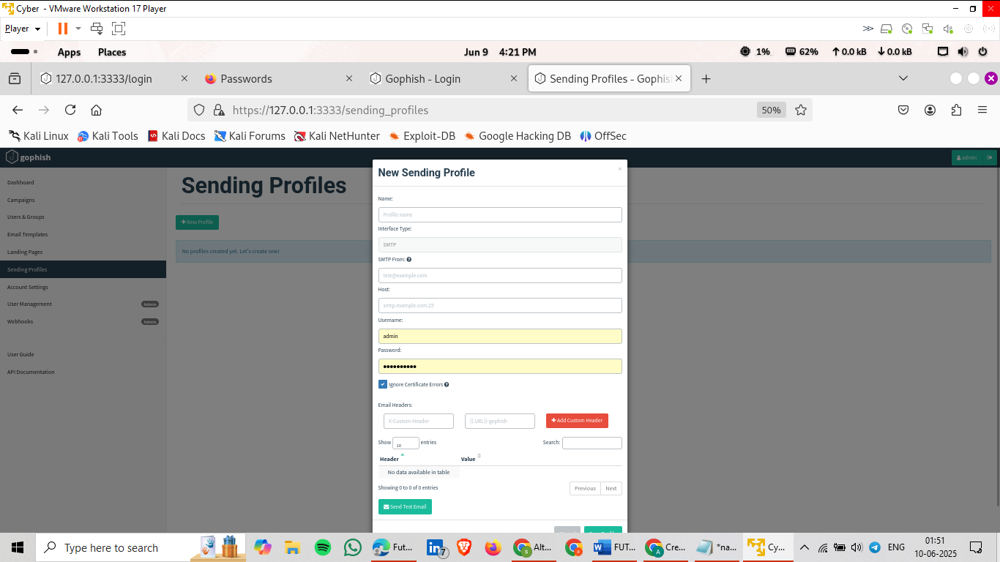 Cyber - VMware Workstation 17 Player
Player
Apps Places Jun 9 4:21 PM 1% 62% 0.0 kB 0.0 kB
127.0.0.1:3333/login Passwords Gophish - Login Sending Profiles - Gophis
https://127.0.0.1:3333/sending_profiles 50%
Kali Linux Kali Tools Kali Docs Kali Forums Kali NetHunter Exploit-DB Google Hacking DB OffSec
gophish admin
Dashboard
Campaigns
Users & Groups
Email Templates
Landing Pages
Sending Profiles
Account Settings
User Management Admin
Webhooks Admin
User Guide
API Documentation
Sending Profiles
New Profile
No profiles created yet. Let's create one!
New Sending Profile ×
Name:
Profile name
Interface Type:
SMTP
SMTP From:
test@example.com
Host:
smtp.example.com:25
Username:
admin
Password:
••••••••••
Ignore Certificate Errors
Email Headers:
X-Custom-Header {{.URL}}-gophish Add Custom Header
Show 10 entries Search:
Header Value
No data available in table
Showing 0 to 0 of 0 entries Previous Next
Send Test Email
Type here to search Fut... 7 Alt... FUT... Cre... *na... Cy... ENG 01:51
10-06-2025